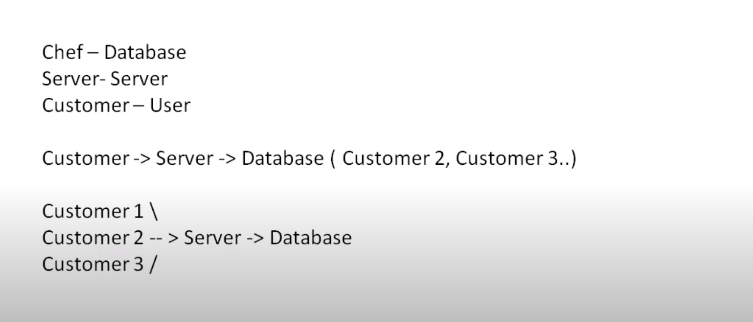 Chef – Database
Server- Server
Customer – User
Customer -> Server -> Database ( Customer 2, Customer 3..)
Customer 1 \
Customer 2 -- > Server -> Database
Customer 3 /